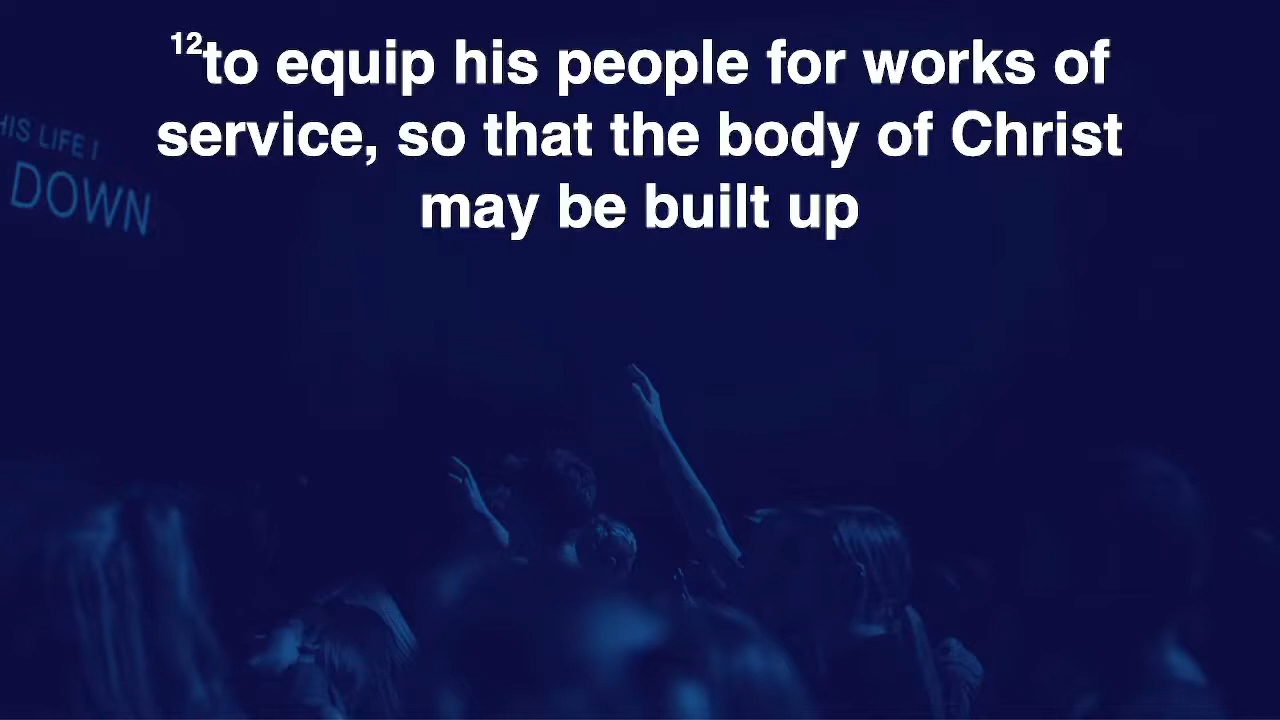 12to equip his people for works of
service, so that the body of Christ
may be built up
HIS LIFE I
DOWN